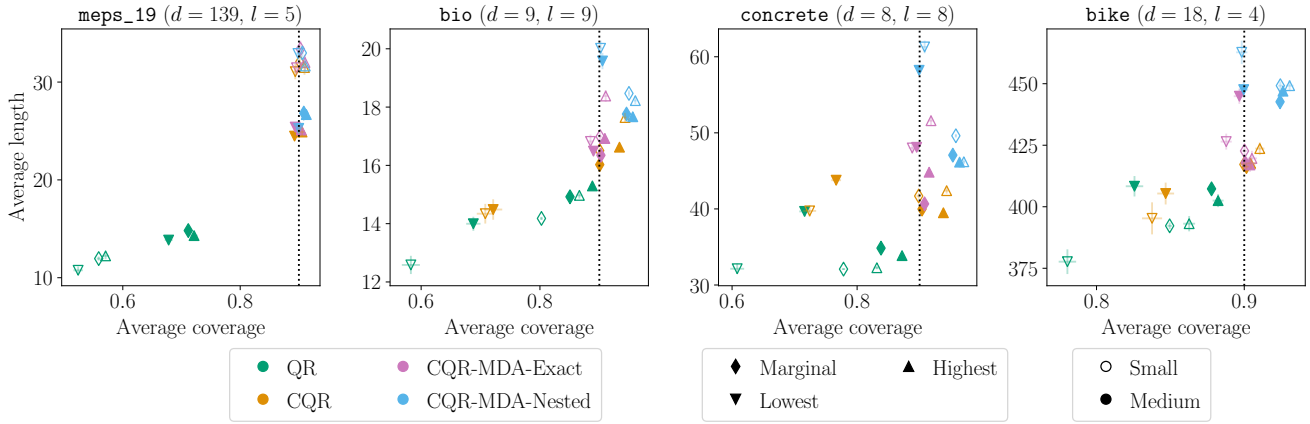 meps_19 (d = 139, l = 5)
bio (d = 9, l = 9)
concrete (d = 8, l = 8)
bike (d = 18, l = 4)
Average length
30
20
10
20
18
16
14
12
60
50
40
30
450
425
400
375
0.6
0.8
0.6
0.8
0.6
0.8
0.8
0.9
Average coverage
Average coverage
Average coverage
Average coverage
QR
CQR-MDA-Exact
CQR
CQR-MDA-Nested
Marginal
Highest
Lowest
Small
Medium